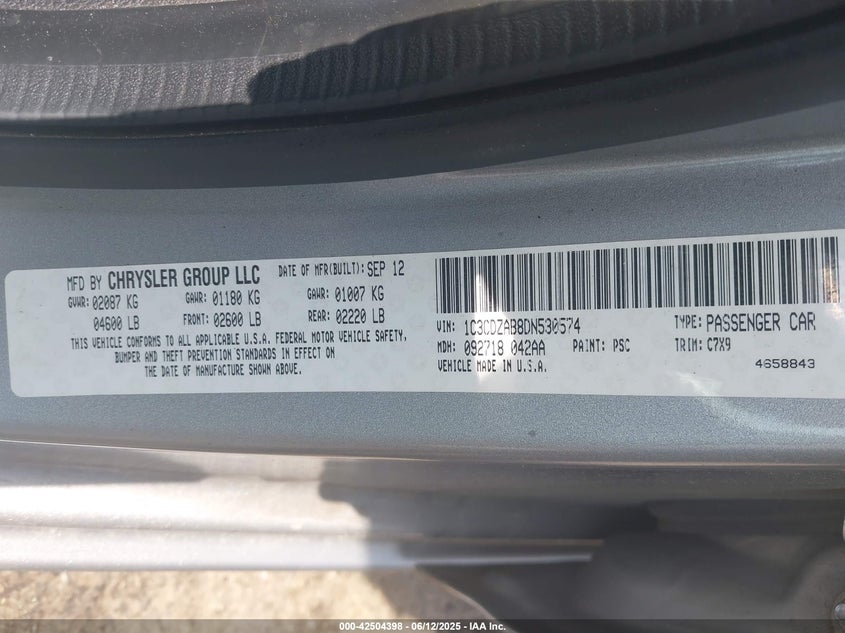 MFD BY CHRYSLER GROUP LLC DATE OF MFR(BUILT): SEP 12
GVWR: 02087 KG GAWR: 01180 KG GAWR: 01007 KG
04600 LB FRONT: 02600 LB REAR: 02220 LB
THIS VEHICLE CONFORMS TO ALL APPLICABLE U.S.A. FEDERAL MOTOR VEHICLE SAFETY,
BUMPER AND THEFT PREVENTION STANDARDS IN EFFECT ON
THE DATE OF MANUFACTURE SHOWN ABOVE.
VIN: 1C3CDZAB8DN530574 TYPE: PASSENGER CAR
MDH: 092718 042AA PAINT: PSC TRIM: C7X9
VEHICLE MADE IN U.S.A. 4658843
000-42504398 - 06/12/2025 - IAA Inc.